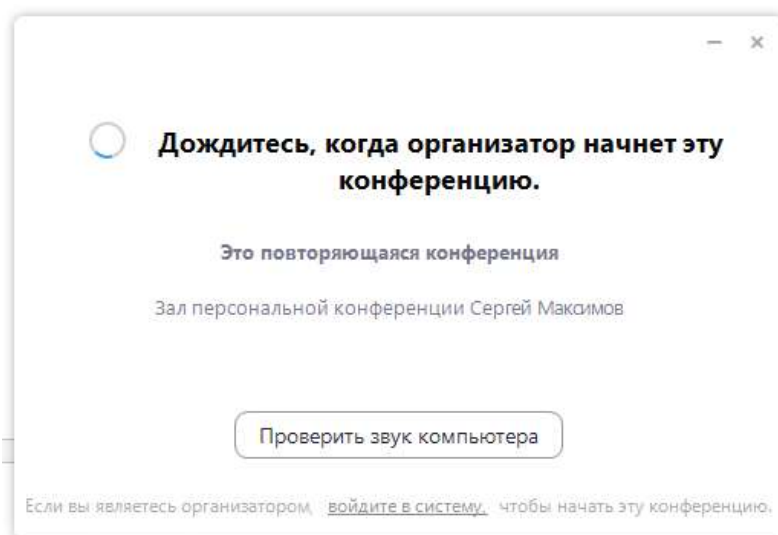 Дождитесь, когда организатор начнет эту
конференцию.
Это повторяющаяся конференция
Зал персональной конференции Сергей Максимов
Проверить звук компьютера
Если вы являетесь организатором, войдите в систему, чтобы начать эту конференцию.